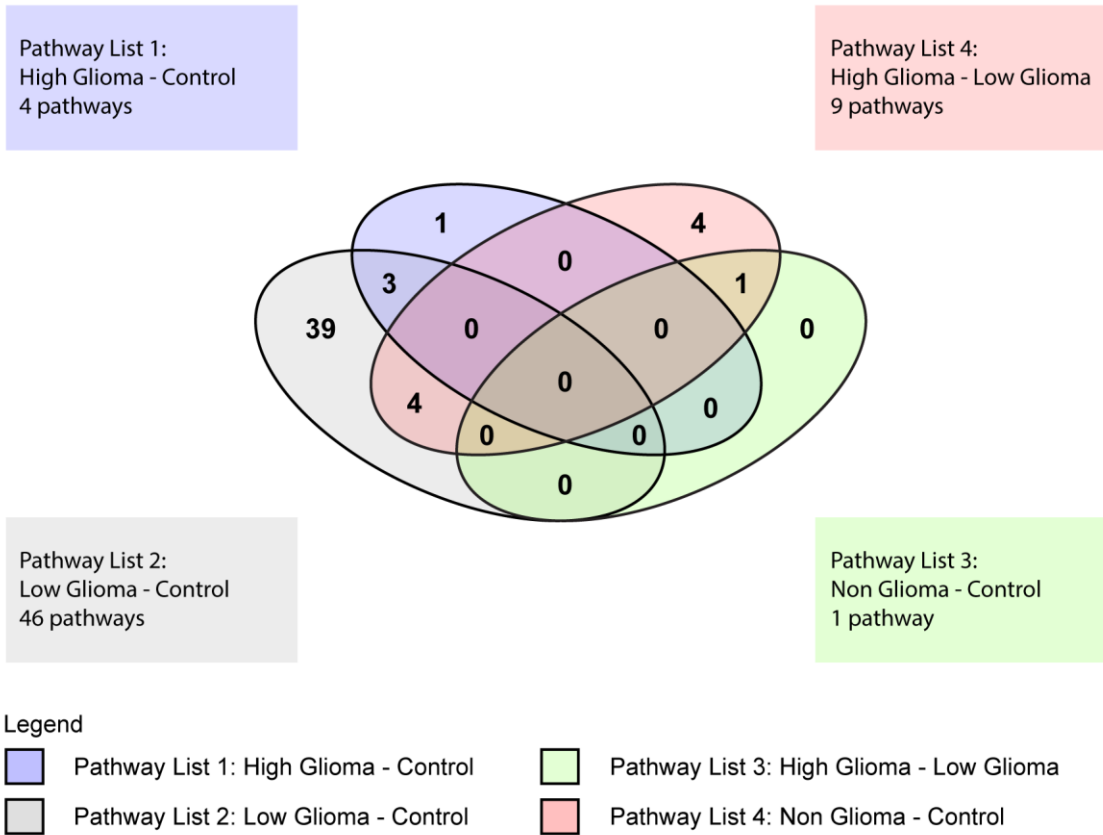 Pathway List 1:
High Glioma - Control
4 pathways
Pathway List 4:
High Glioma - Low Glioma
9 pathways
1
4
0
3
1
39
0
0
0
0
4
0
0
0
0
Pathway List 2:
Low Glioma - Control
46 pathways
Pathway List 3:
Non Glioma - Control
1 pathway
Legend
Pathway List 1: High Glioma - Control
Pathway List 3: High Glioma - Low Glioma
Pathway List 2: Low Glioma - Control
Pathway List 4: Non Glioma - Control